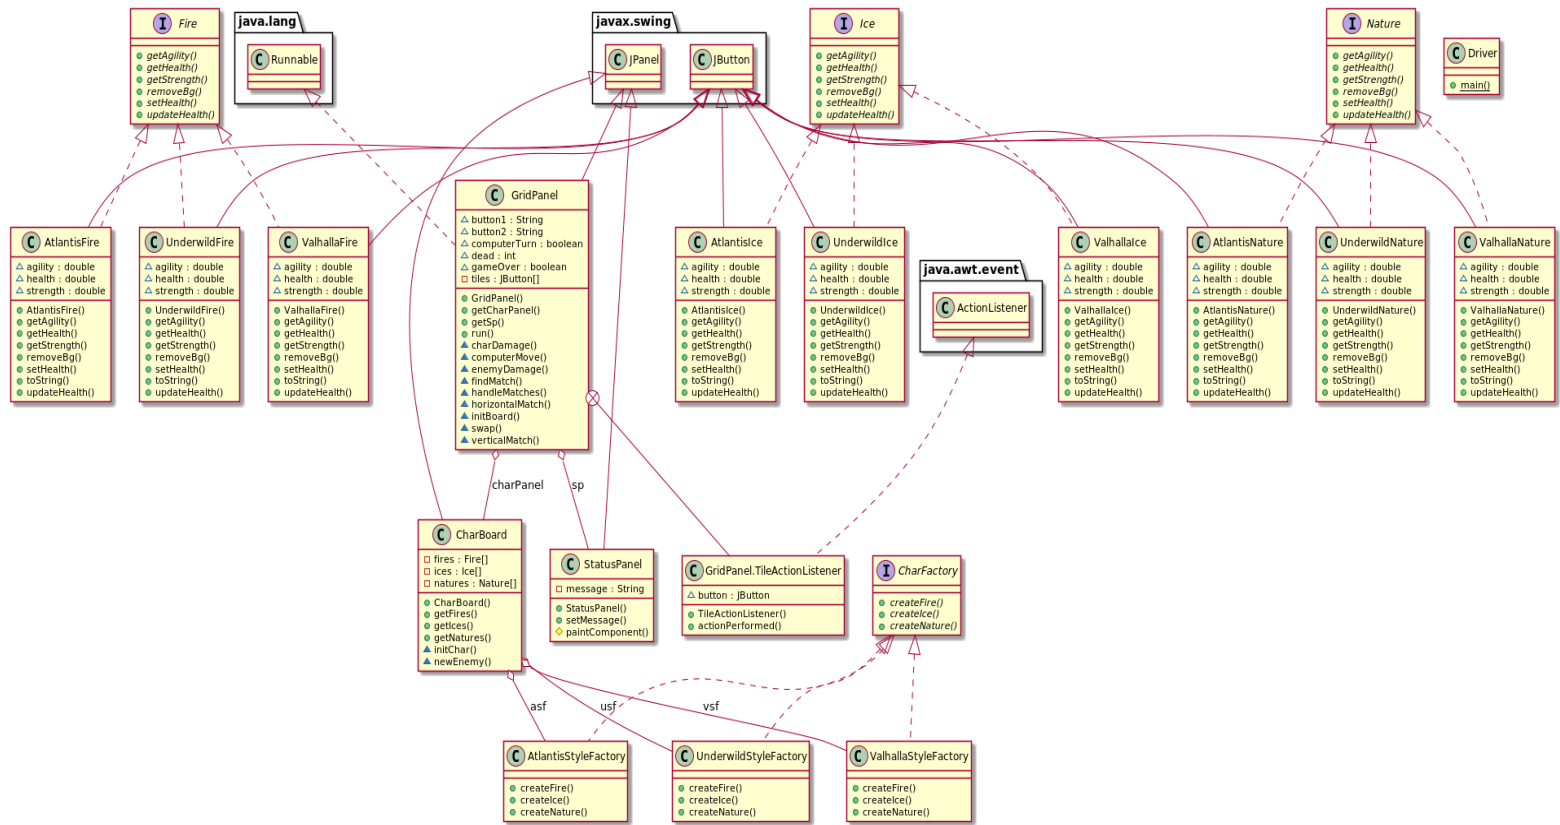 I Fire
getAgility()
getHealth()
getStrength()
removeBg()
setHealth()
updateHealth()
java.lang
C Runnable
javax.swing
C JPanel
C JButton
I Ice
getAgility()
getHealth()
getStrength()
removeBg()
setHealth()
updateHealth()
I Nature
getAgility()
getHealth()
getStrength()
removeBg()
setHealth()
updateHealth()
C Driver
main()
C AtlantisFire
agility : double
health : double
strength : double
AtlantisFire()
getAgility()
getHealth()
getStrength()
removeBg()
setHealth()
toString()
updateHealth()
C UnderwildFire
agility : double
health : double
strength : double
UnderwildFire()
getAgility()
getHealth()
getStrength()
removeBg()
setHealth()
toString()
updateHealth()
C ValhallaFire
agility : double
health : double
strength : double
ValhallaFire()
getAgility()
getHealth()
getStrength()
removeBg()
setHealth()
toString()
updateHealth()
C GridPanel
button1 : String
button2 : String
computerTurn : boolean
dead : int
gameOver : boolean
tiles : JButton[]
GridPanel()
getCharPanel()
getSp()
run()
charDamage()
computerMove()
enemyDamage()
findMatch()
handleMatches()
horizontalMatch()
initBoard()
swap()
verticalMatch()
C AtlantisIce
agility : double
health : double
strength : double
AtlantisIce()
getAgility()
getHealth()
getStrength()
removeBg()
setHealth()
toString()
updateHealth()
C UnderwildIce
agility : double
health : double
strength : double
UnderwildIce()
getAgility()
getHealth()
getStrength()
removeBg()
setHealth()
toString()
updateHealth()
java.awt.event
C ActionListener
C ValhallaIce
agility : double
health : double
strength : double
ValhallaIce()
getAgility()
getHealth()
getStrength()
removeBg()
setHealth()
toString()
updateHealth()
C AtlantisNature
agility : double
health : double
strength : double
AtlantisNature()
getAgility()
getHealth()
getStrength()
removeBg()
setHealth()
toString()
updateHealth()
C UnderwildNature
agility : double
health : double
strength : double
UnderwildNature()
getAgility()
getHealth()
getStrength()
removeBg()
setHealth()
toString()
updateHealth()
C ValhallaNature
agility : double
health : double
strength : double
ValhallaNature()
getAgility()
getHealth()
getStrength()
removeBg()
setHealth()
toString()
updateHealth()
charPanel
sp
C CharBoard
fires : Fire[]
ices : Ice[]
natures : Nature[]
CharBoard()
getFires()
getIces()
getNatures()
initChar()
newEnemy()
C StatusPanel
message : String
StatusPanel()
setMessage()
paintComponent()
C GridPanel.TileActionListener
button : JButton
TileActionListener()
actionPerformed()
I CharFactory
createFire()
createIce()
createNature()
asf
usf
vsf
C AtlantisStyleFactory
createFire()
createIce()
createNature()
C UnderwildStyleFactory
createFire()
createIce()
createNature()
C ValhallaStyleFactory
createFire()
createIce()
createNature()